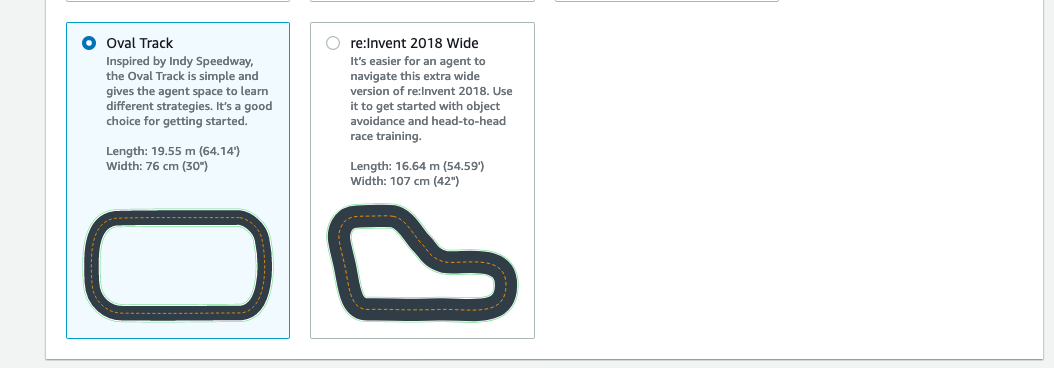 Oval Track
Inspired by Indy Speedway,
the Oval Track is simple and
gives the agent space to learn
different strategies. It's a good
choice for getting started.
Length: 19.55 m (64.14')
Width: 76 cm (30")
re:Invent 2018 Wide
It's easier for an agent to
navigate this extra wide
version of re:Invent 2018. Use
it to get started with object
avoidance and head-to-head
race training.
Length: 16.64 m (54.59')
Width: 107 cm (42")